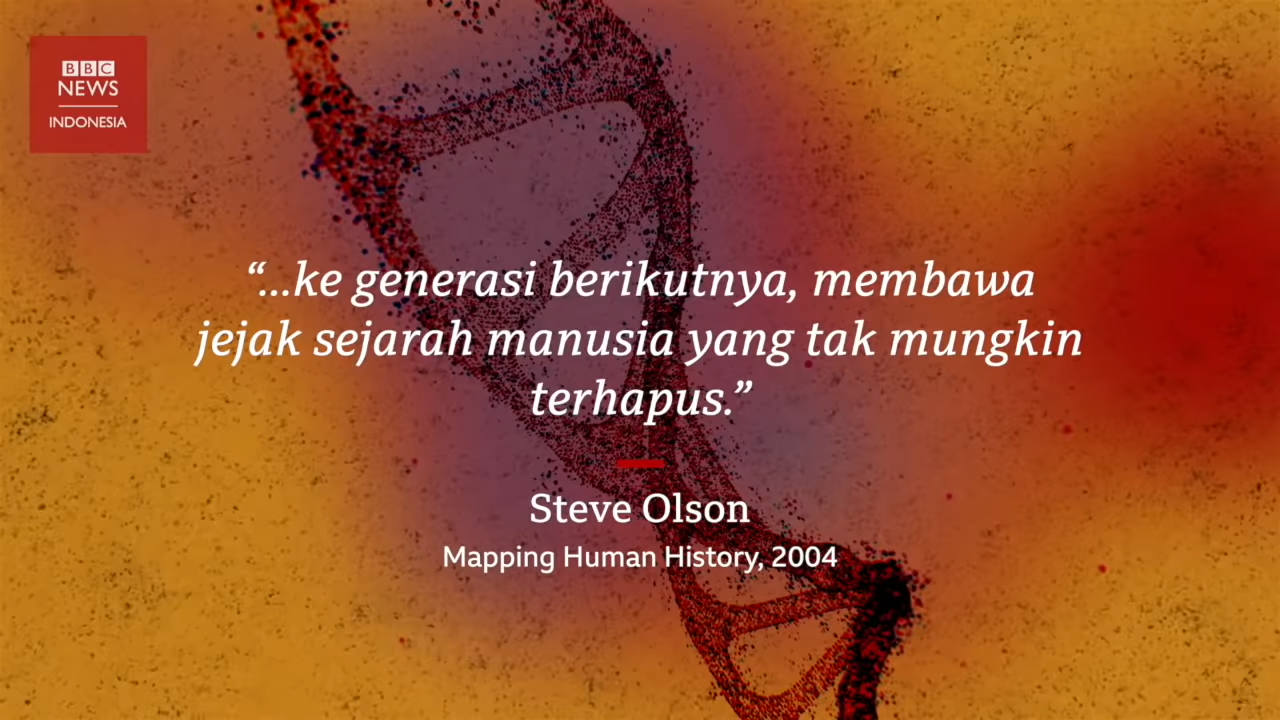 BBC
NEWS
INDONESIA
“...ke generasi berikutnya, membawa
jejak sejarah manusia yang tak mungkin
terhapus.”
Steve Olson
Mapping Human History, 2004